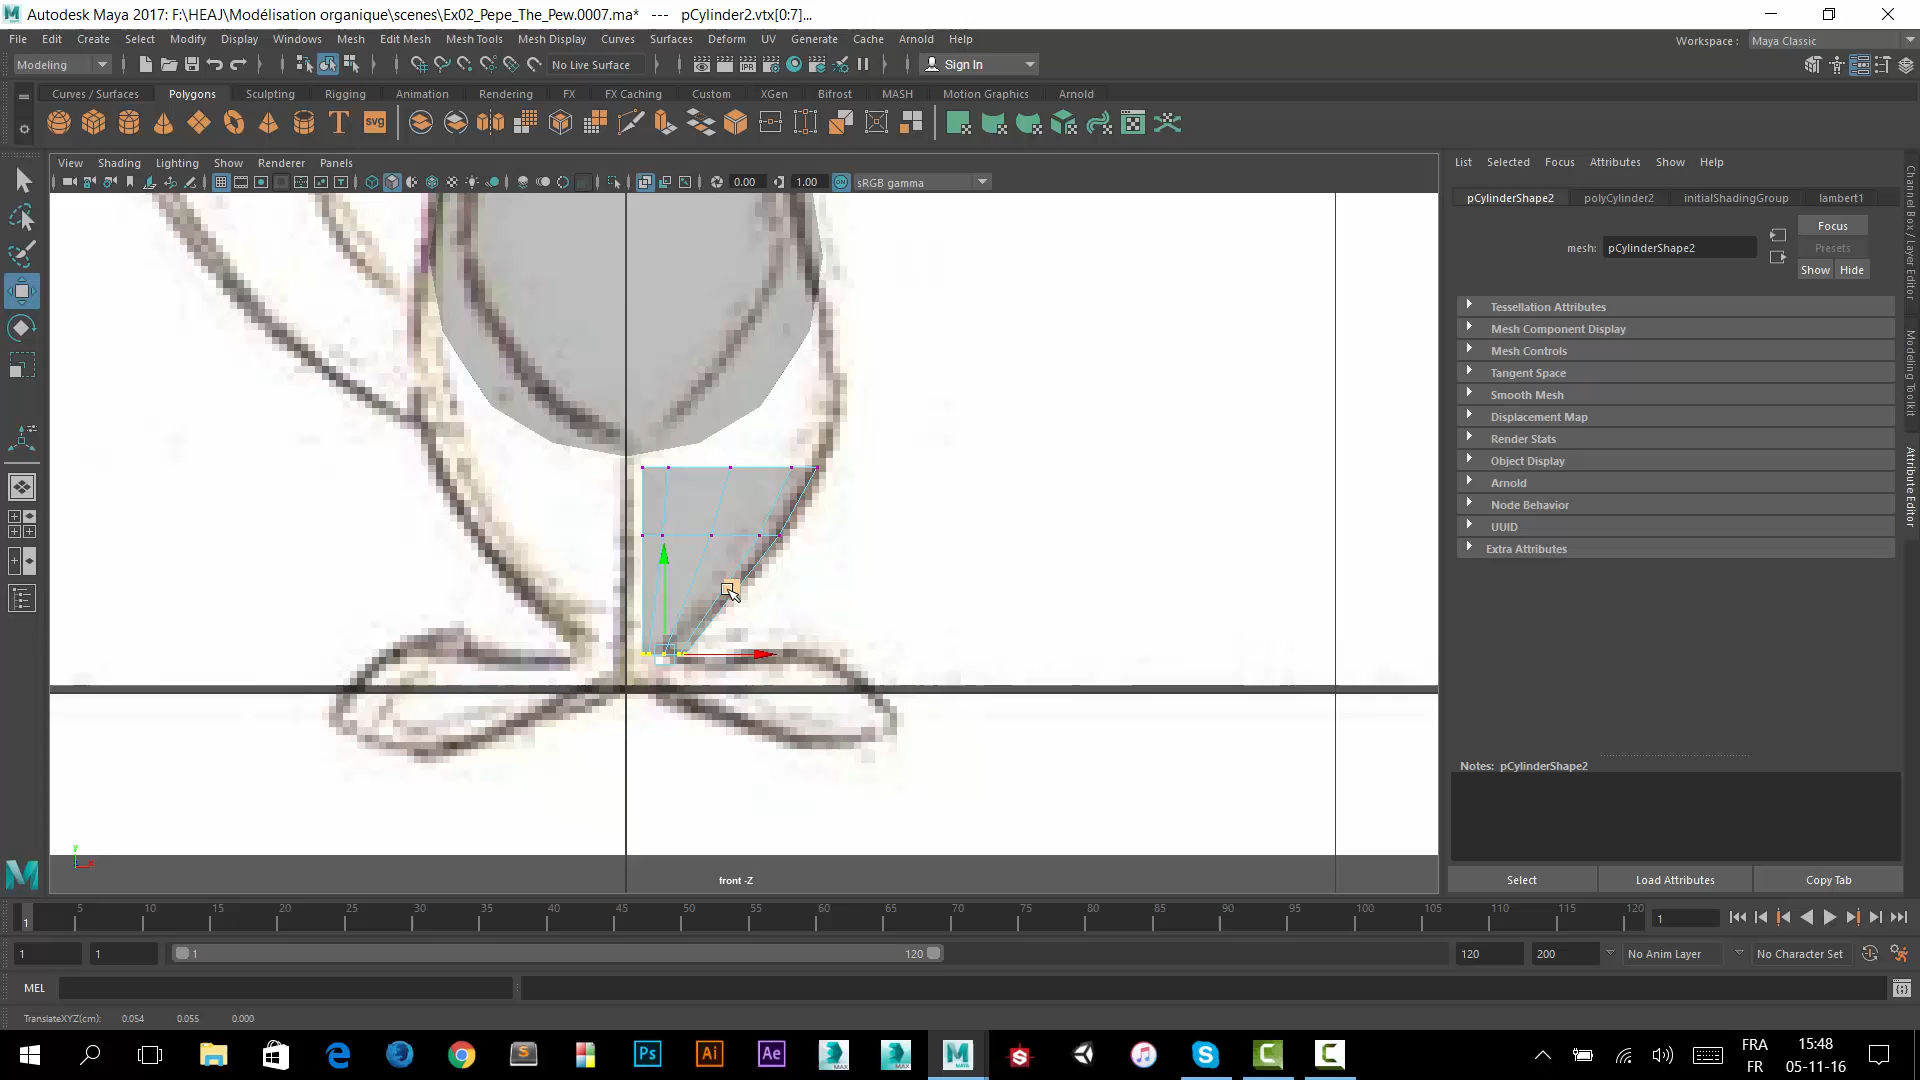 Autodesk Maya 2017: F:\HEAJ\Modélisation organique\scenes\Ex02_Pepe_The_Pew.0007.ma* --- pCylinder2.vtx[0:7]...
File Edit Create Select Modify Display Windows Mesh Edit Mesh Mesh Tools Mesh Display Curves Surfaces Deform UV Generate Cache Arnold Help
Workspace : Maya Classic
Modeling No Live Surface Sign In
Curves / Surfaces Polygons Sculpting Rigging Animation Rendering FX FX Caching Custom XGen Bifrost MASH Motion Graphics Arnold
View Shading Lighting Show Renderer Panels
0.00 1.00 sRGB gamma
front -Z
y
List Selected Focus Attributes Show Help
pCylinderShape2 polyCylinder2 initialShadingGroup lambert1
mesh: pCylinderShape2
Focus
Presets
Show Hide
Tessellation Attributes
Mesh Component Display
Mesh Controls
Tangent Space
Smooth Mesh
Displacement Map
Render Stats
Object Display
Arnold
Node Behavior
UUID
Extra Attributes
Notes: pCylinderShape2
Select Load Attributes Copy Tab
Channel Box / Layer Editor
Modeling Toolkit
Attribute Editor
5 10 15 20 25 30 35 40 45 50 55 60 65 70 75 80 85 90 95 100 105 110 115 120
1 1
1 1 1 120 120 200 No Anim Layer No Character Set
MEL
TranslateXYZ(cm): 0.054 0.055 0.000
FRA 15:48
FR 05-11-16